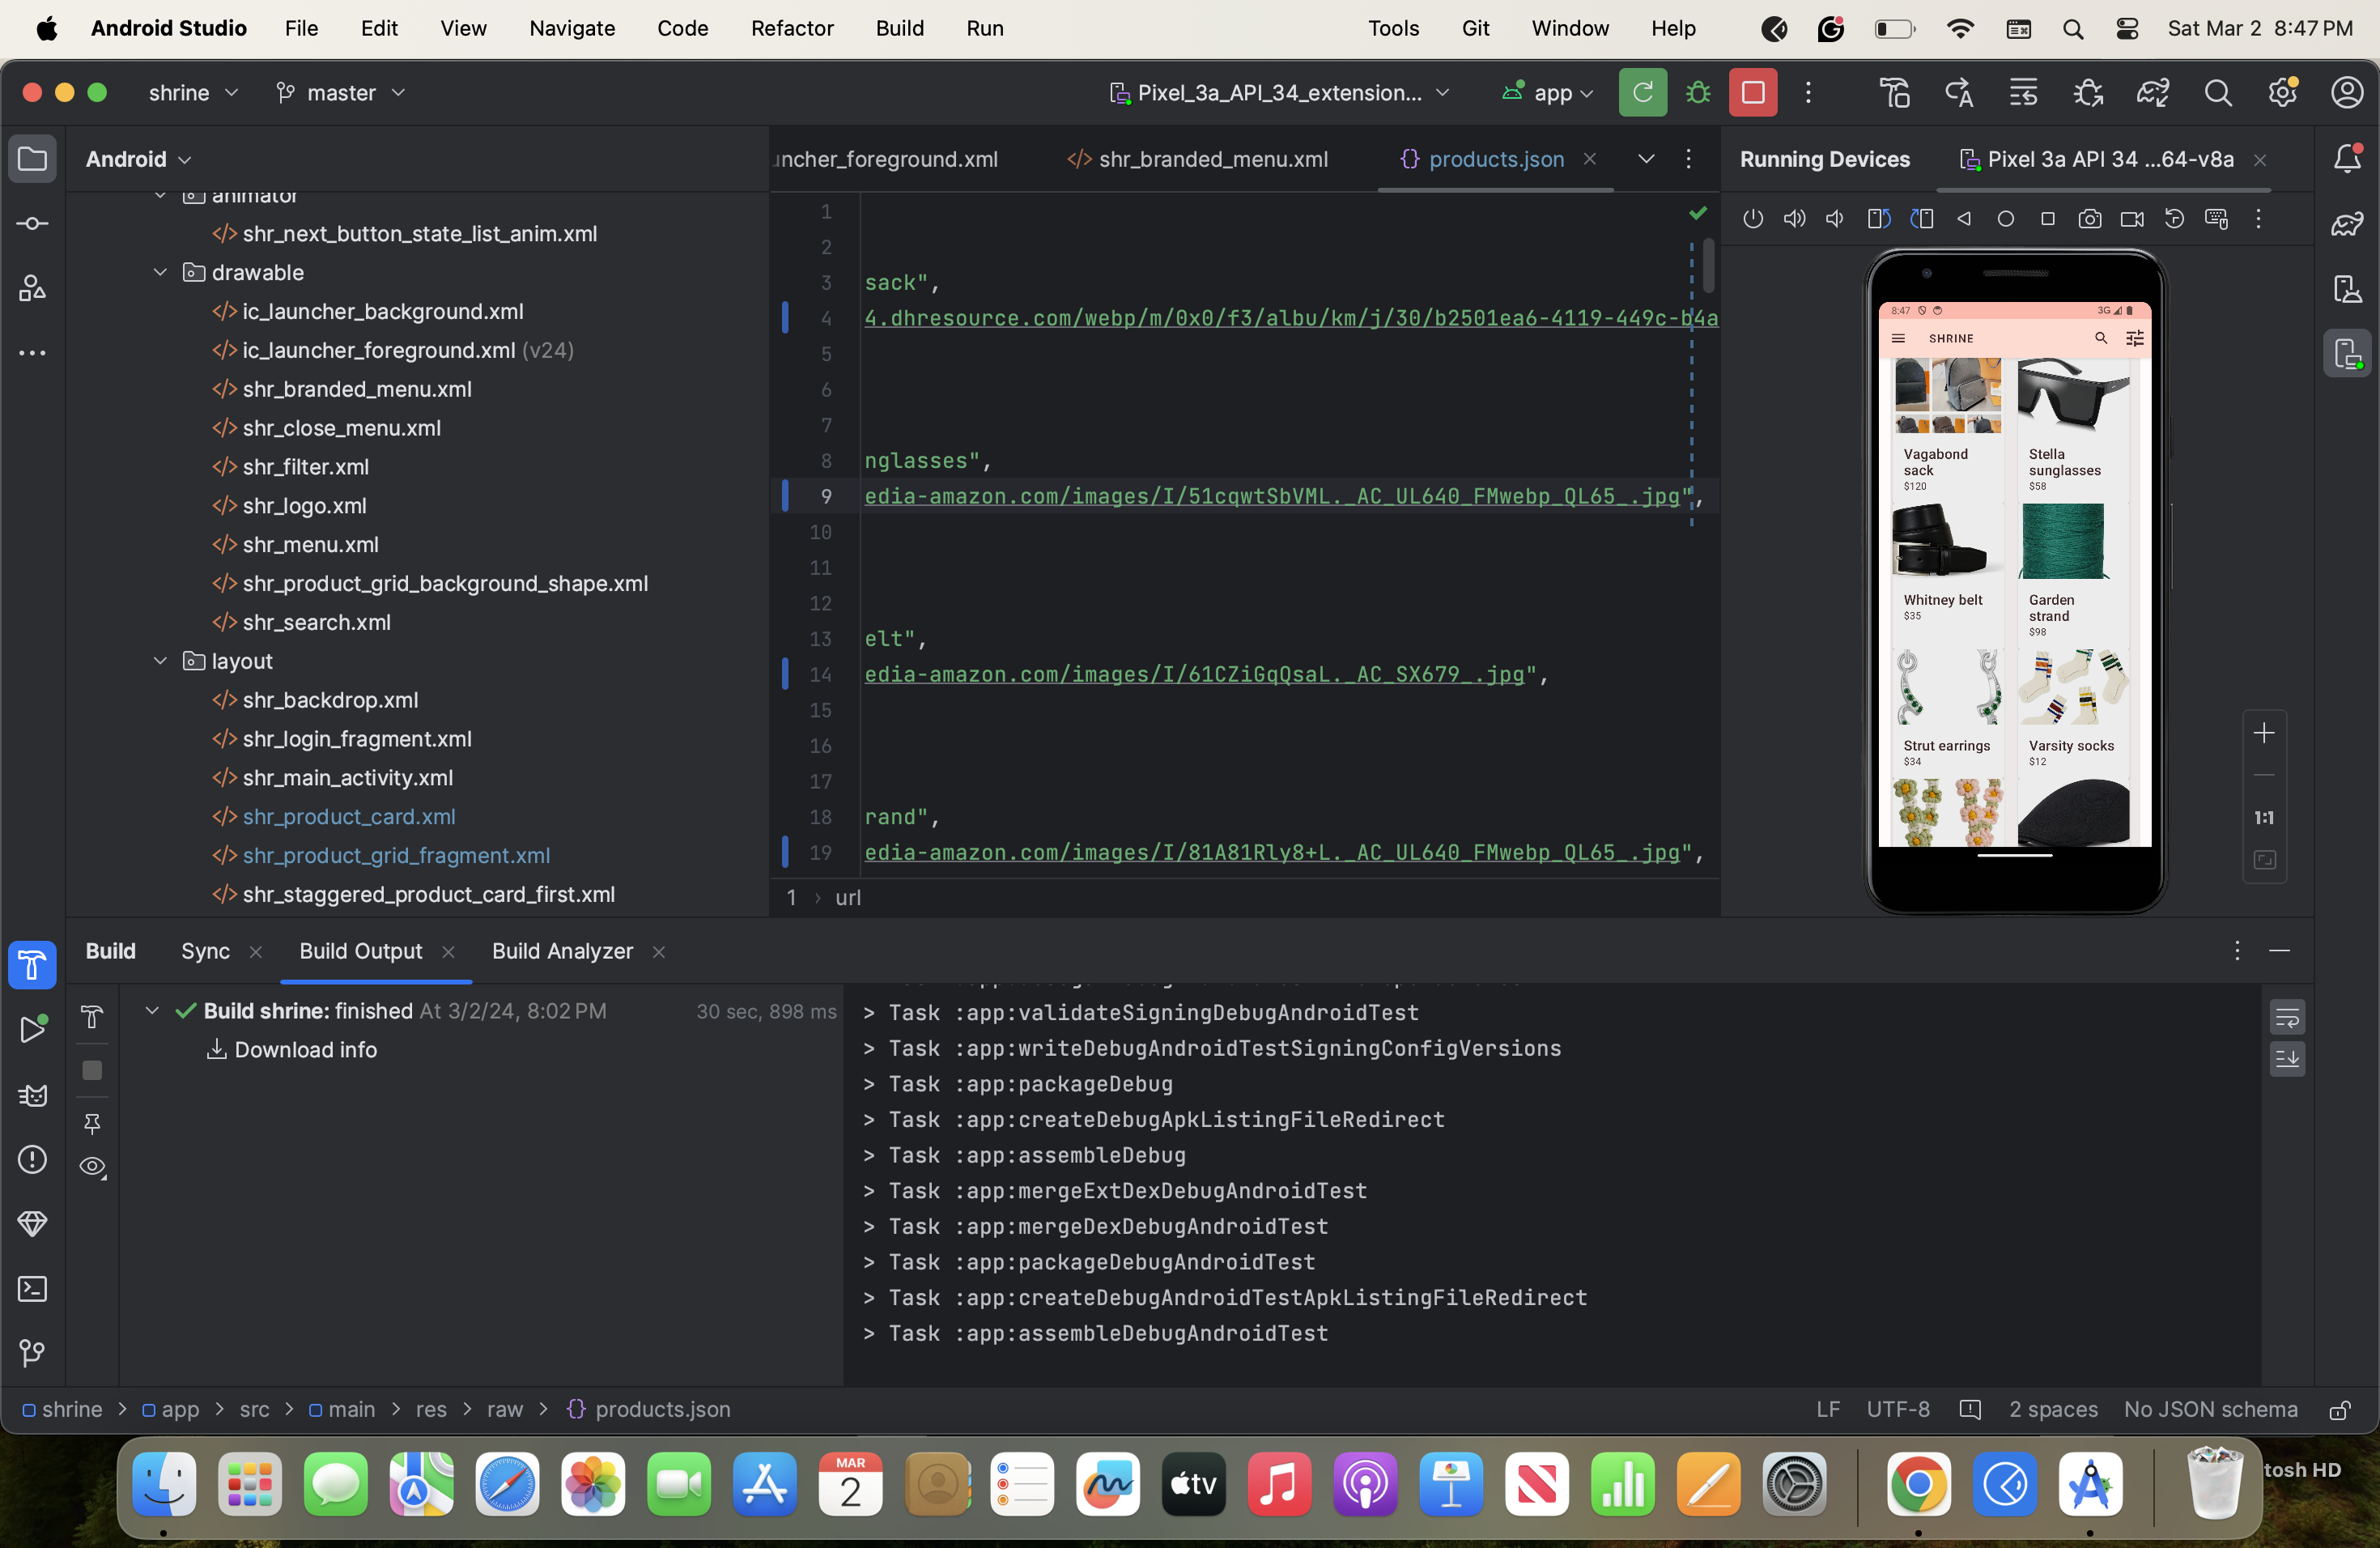 Android Studio File Edit View Navigate Code Refactor Build Run Tools Git Window Help Sat Mar 2 8:47 PM
shrine master Pixel_3a_API_34_extension... app
Android
animator
shr_next_button_state_list_anim.xml
drawable
ic_launcher_background.xml
ic_launcher_foreground.xml (v24)
shr_branded_menu.xml
shr_close_menu.xml
shr_filter.xml
shr_logo.xml
shr_menu.xml
shr_product_grid_background_shape.xml
shr_search.xml
layout
shr_backdrop.xml
shr_login_fragment.xml
shr_main_activity.xml
shr_product_card.xml
shr_product_grid_fragment.xml
shr_staggered_product_card_first.xml
uncher_foreground.xml shr_branded_menu.xml products.json
1
2
3 sack",
4 4.dhresource.com/webp/m/0x0/f3/albu/km/j/30/b2501ea6-4119-449c-b4a
5
6
7
8 nglasses",
9 edia-amazon.com/images/I/51cqwtSbVML._AC_UL640_FMwebp_QL65_.jpg",
10
11
12
13 elt",
14 edia-amazon.com/images/I/61CZiGqQsaL._AC_SX679_.jpg",
15
16
17
18 rand",
19 edia-amazon.com/images/I/81A81Rly8+L._AC_UL640_FMwebp_QL65_.jpg",
1 › url
Running Devices Pixel 3a API 34 ...64-v8a
8:47 3G
SHRINE
Vagabond
sack
$120
Stella
sunglasses
$58
Whitney belt
$35
Garden
strand
$98
Strut earrings
$34
Varsity socks
$12
1:1
Build Sync Build Output Build Analyzer
Build shrine: finished At 3/2/24, 8:02 PM 30 sec, 898 ms
Download info
> Task :app:validateSigningDebugAndroidTest
> Task :app:writeDebugAndroidTestSigningConfigVersions
> Task :app:packageDebug
> Task :app:createDebugApkListingFileRedirect
> Task :app:assembleDebug
> Task :app:mergeExtDexDebugAndroidTest
> Task :app:mergeDexDebugAndroidTest
> Task :app:packageDebugAndroidTest
> Task :app:createDebugAndroidTestApkListingFileRedirect
> Task :app:assembleDebugAndroidTest
shrine > app > src > main > res > raw > products.json LF UTF-8 2 spaces No JSON schema
MAR
2
tv
tosh HD